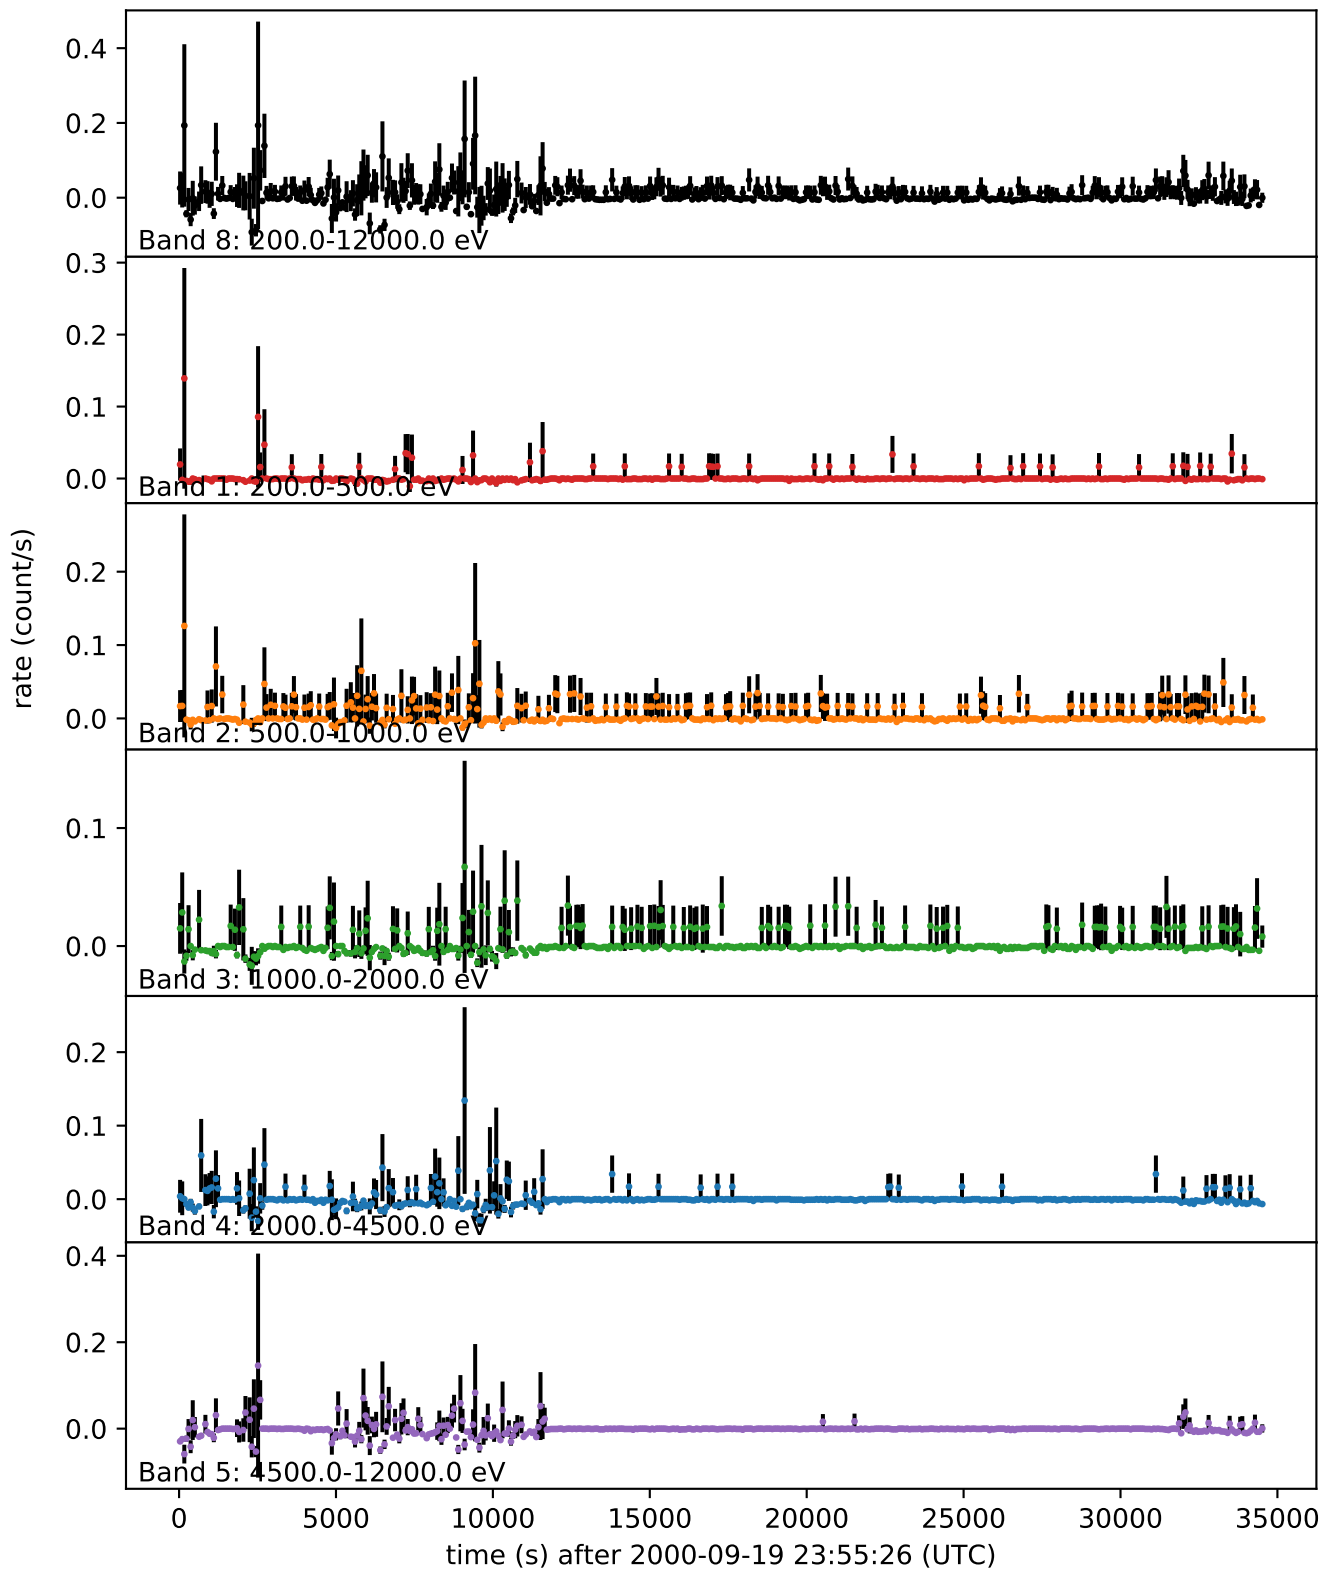 0.4
0.2
0.0
Band 8: 200.0-12000.0 eV
0.3
0.2
0.1
0.0
Band 1: 200.0-500.0 eV
0.2
0.1
0.0
Band 2: 500.0-1000.0 eV
rate (count/s)
0.1
0.0
Band 3: 1000.0-2000.0 eV
0.2
0.1
0.0
Band 4: 2000.0-4500.0 eV
0.4
0.2
0.0
Band 5: 4500.0-12000.0 eV
0 5000 10000 15000 20000 25000 30000 35000
time (s) after 2000-09-19 23:55:26 (UTC)